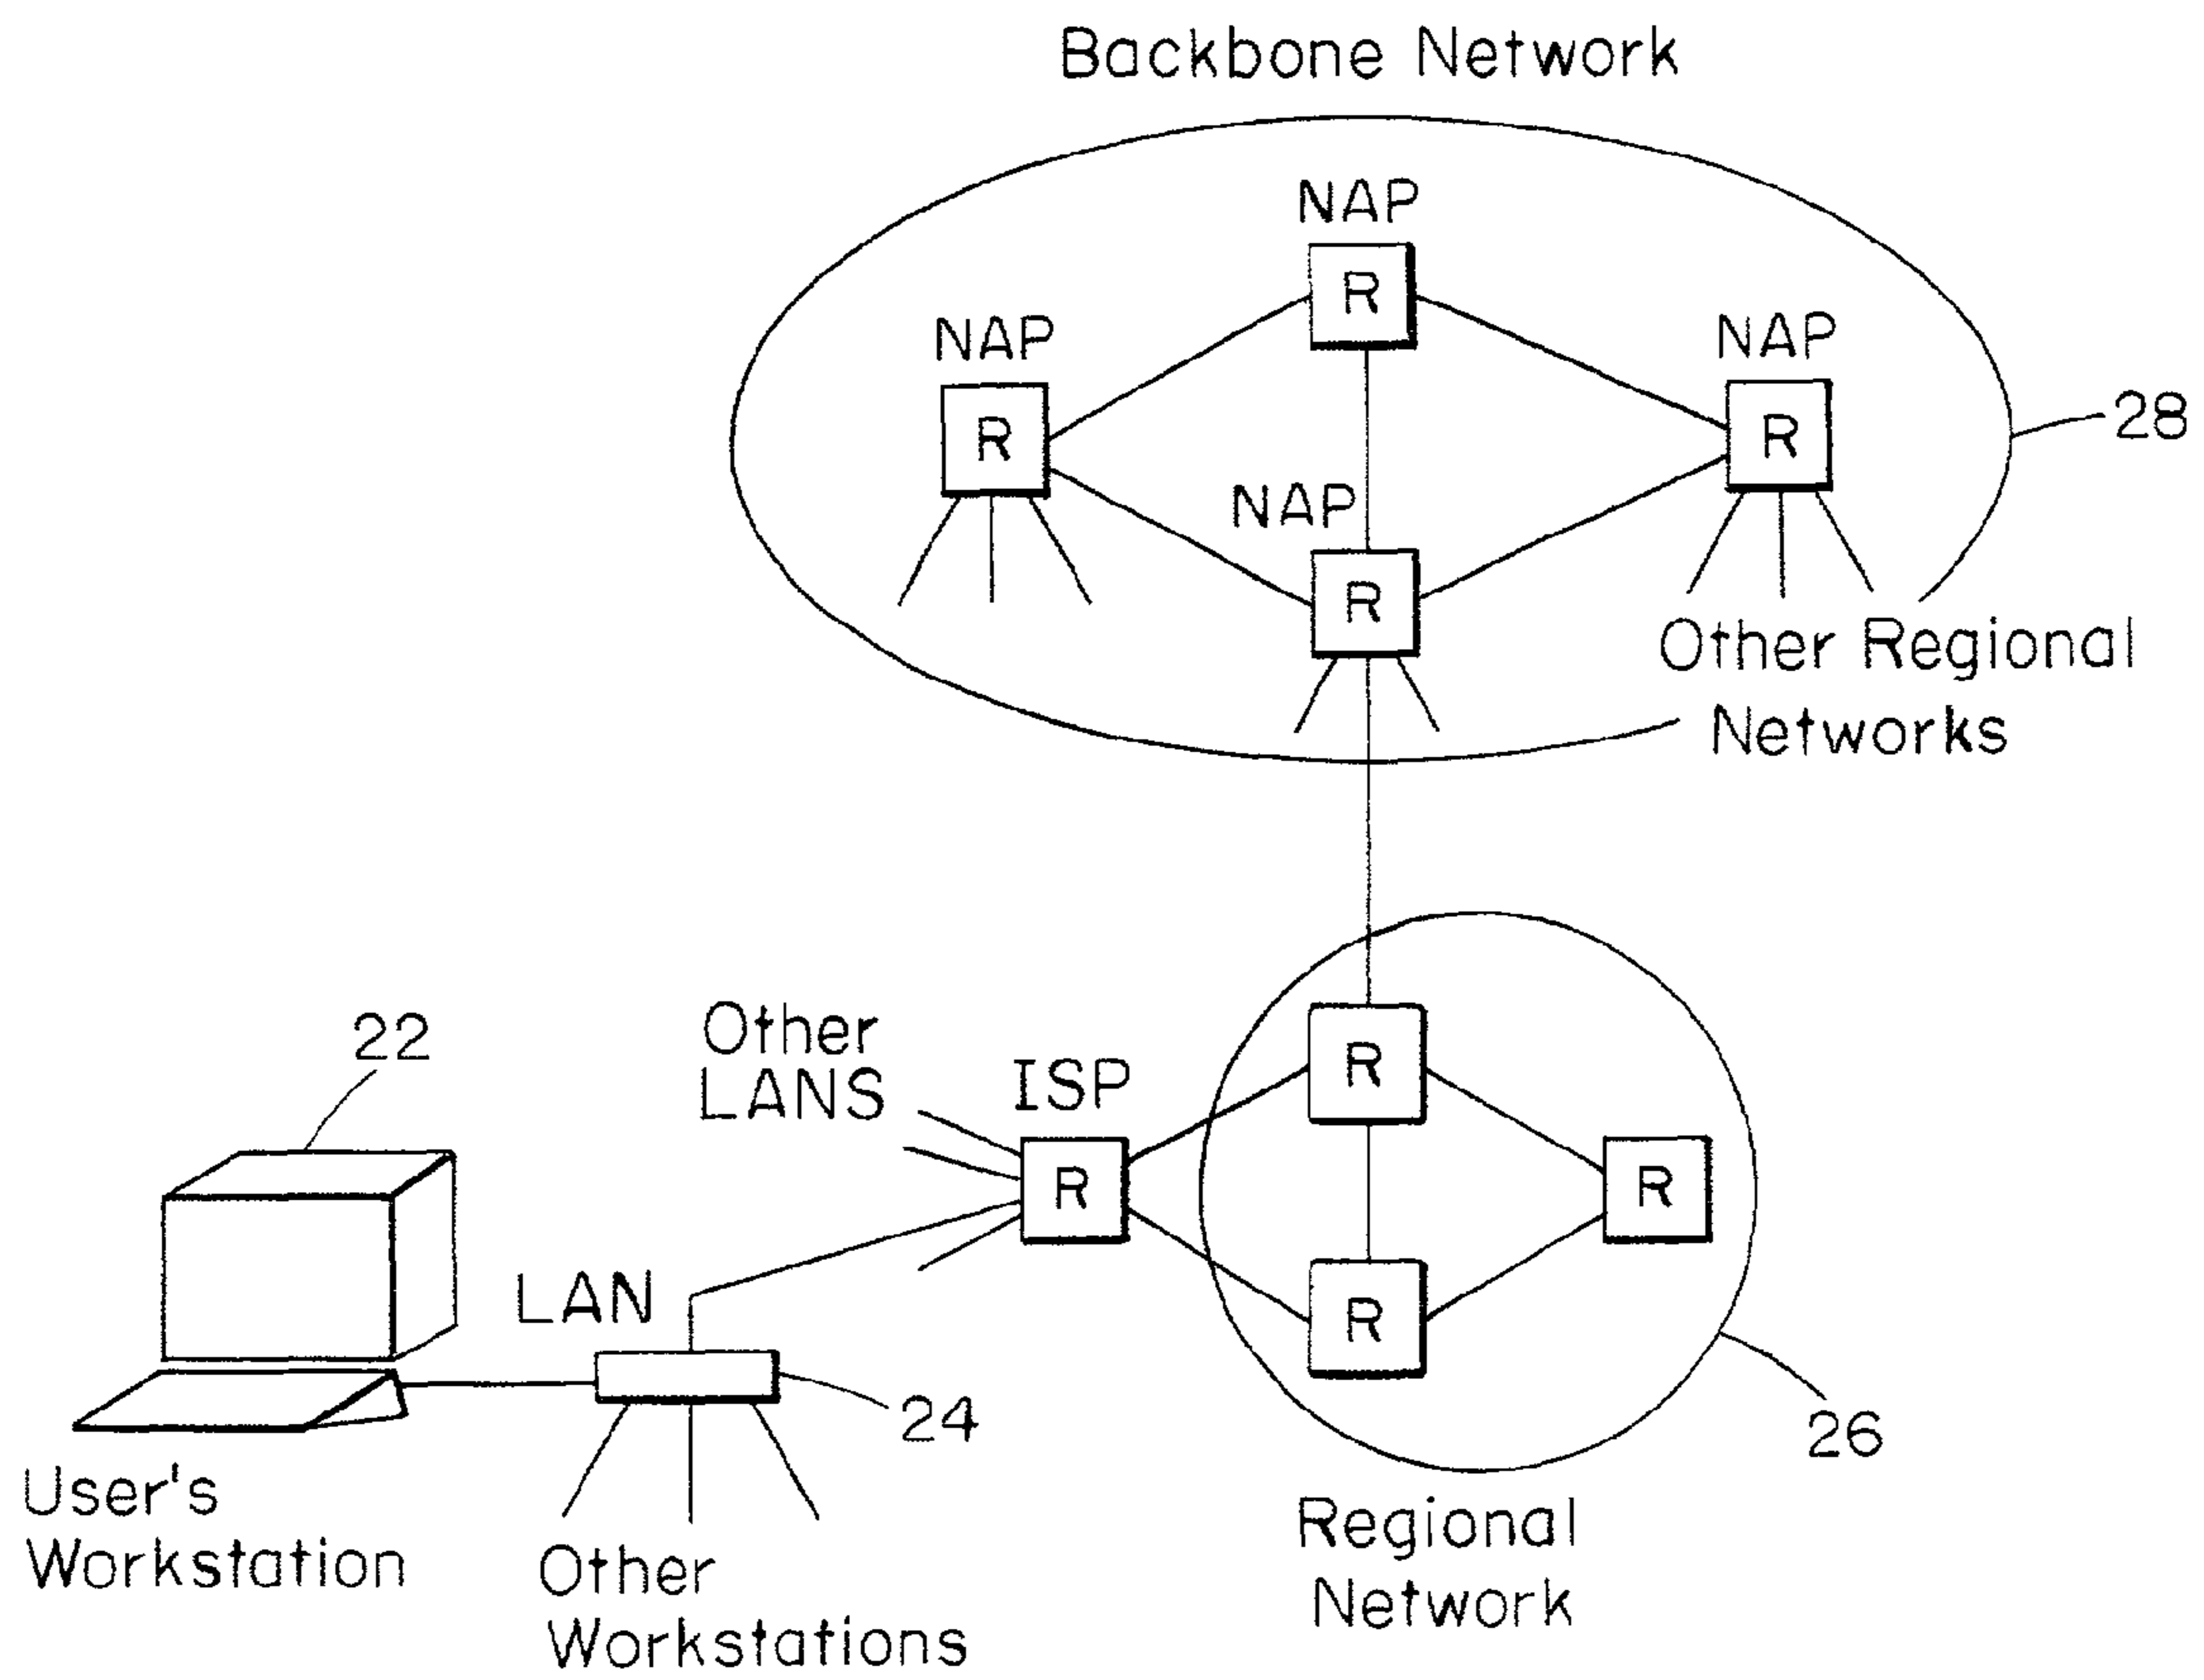 Backbone Network
NAP
R
NAP
R
NAP
R
28
NAP
R
Other Regional
Networks
22
Other
LANS
ISP
R
R
R
R
LAN
24
26
User's
Workstation
Other
Workstations
Regional
Network